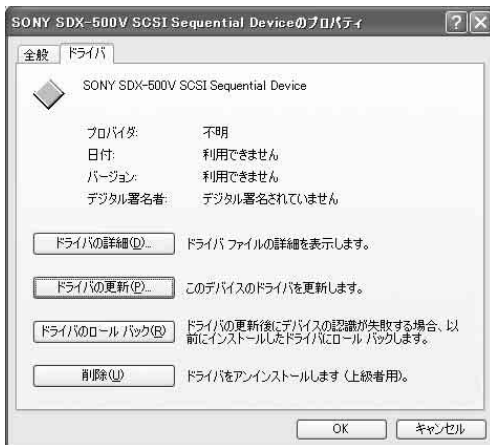 SONY SDX-500V SCSI Sequential Deviceのプロパティ
全般 ドライバ
SONY SDX-500V SCSI Sequential Device
プロバイダ: 不明
日付: 利用できません
バージョン: 利用できません
デジタル署名者: デジタル署名されていません
ドライバの詳細(D)... ドライバ ファイルの詳細を表示します。
ドライバの更新(P)... このデバイスのドライバを更新します。
ドライバのロール バック(R) ドライバの更新後にデバイスの認識が失敗する場合、以
前にインストールしたドライバにロール バックします。
削除(U) ドライバをアンインストールします (上級者用)。
OK キャンセル